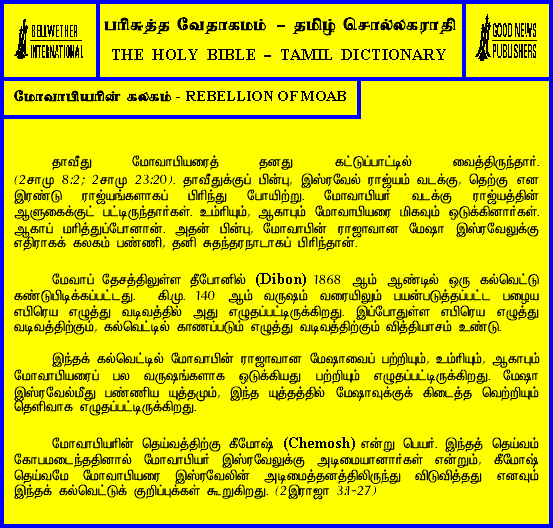 BELLWETHER
INTERNATIONAL
பரிசுத்த வேதாகமம் – தமிழ் சொல்லகராதி
THE HOLY BIBLE – TAMIL DICTIONARY
GOOD NEWS
PUBLISHERS
மோவாபியரின் கலகம் - REBELLION OF MOAB
தாவீது மோவாபியரைத் தனது கட்டுப்பாட்டில் வைத்திருந்தார்.
(2சாமு 8:2; 2சாமு 23:20). தாவீதுக்குப் பின்பு, இஸ்ரவேல் ராஜ்யம் வடக்கு, தெற்கு என
இரண்டு ராஜ்யங்களாகப் பிரிந்து போயிற்று. மோவாபியர் வடக்கு ராஜ்யத்தின்
ஆளுகைக்குட் பட்டிருந்தார்கள். உம்ரியும், ஆகாபும் மோவாபியரை மிகவும் ஒடுக்கினார்கள்.
ஆகாப் மரித்துப்போனான். அதன் பின்பு, மோவாபின் ராஜாவான மேஷா இஸ்ரவேலுக்கு
எதிராகக் கலகம் பண்ணி, தனி சுதந்தரநாடாகப் பிரிந்தான்.
மேவாப் தேசத்திலுள்ள தீபோனில் (Dibon) 1868 ஆம் ஆண்டில் ஒரு கல்வெட்டு
கண்டுபிடிக்கப்பட்டது. கி.மு. 140 ஆம் வருஷம் வரையிலும் பயன்படுத்தப்பட்ட பழைய
எபிரெய எழுத்து வடிவத்தில் அது எழுதப்பட்டிருக்கிறது. இப்போதுள்ள எபிரெய எழுத்து
வடிவத்திற்கும், கல்வெட்டில் காணப்படும் எழுத்து வடிவத்திற்கும் வித்தியாசம் உண்டு.
இந்தக் கல்வெட்டில் மோவாபின் ராஜாவான மேஷாவைப் பற்றியும், உம்ரியும், ஆகாபும்
மோவாபியரைப் பல வருஷங்களாக ஒடுக்கியது பற்றியும் எழுதப்பட்டிருக்கிறது. மேஷா
இஸ்ரவேல்மீது பண்ணிய யுத்தமும், இந்த யுத்தத்தில் மேஷாவுக்குக் கிடைத்த வெற்றியும்
தெளிவாக எழுதப்பட்டிருக்கிறது.
மோவாபியரின் தெய்வத்திற்கு கீமோஷ் (Chemosh) என்று பெயர். இந்தத் தெய்வம்
கோபமடைந்ததினால் மோவாபியர் இஸ்ரவேலுக்கு அடிமையானார்கள் என்றும், கீமோஷ்
தெய்வமே மோவாபியரை இஸ்ரவேலின் அடிமைத்தனத்திலிருந்து விடுவித்தது எனவும்
இந்தக் கல்வெட்டுக் குறிப்புக்கள் கூறுகிறது. (2இராஜா 3:1-27)